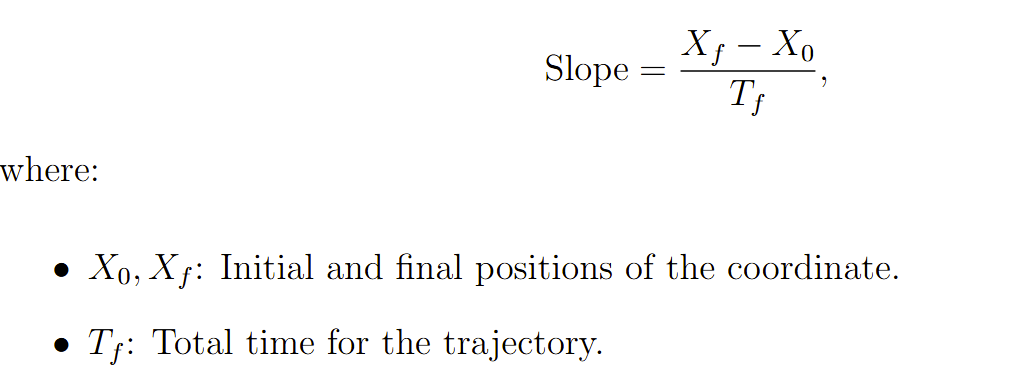 Slope = \frac{X_f - X_0}{T_f},
where:
• X_0, X_f: Initial and final positions of the coordinate.
• T_f: Total time for the trajectory.